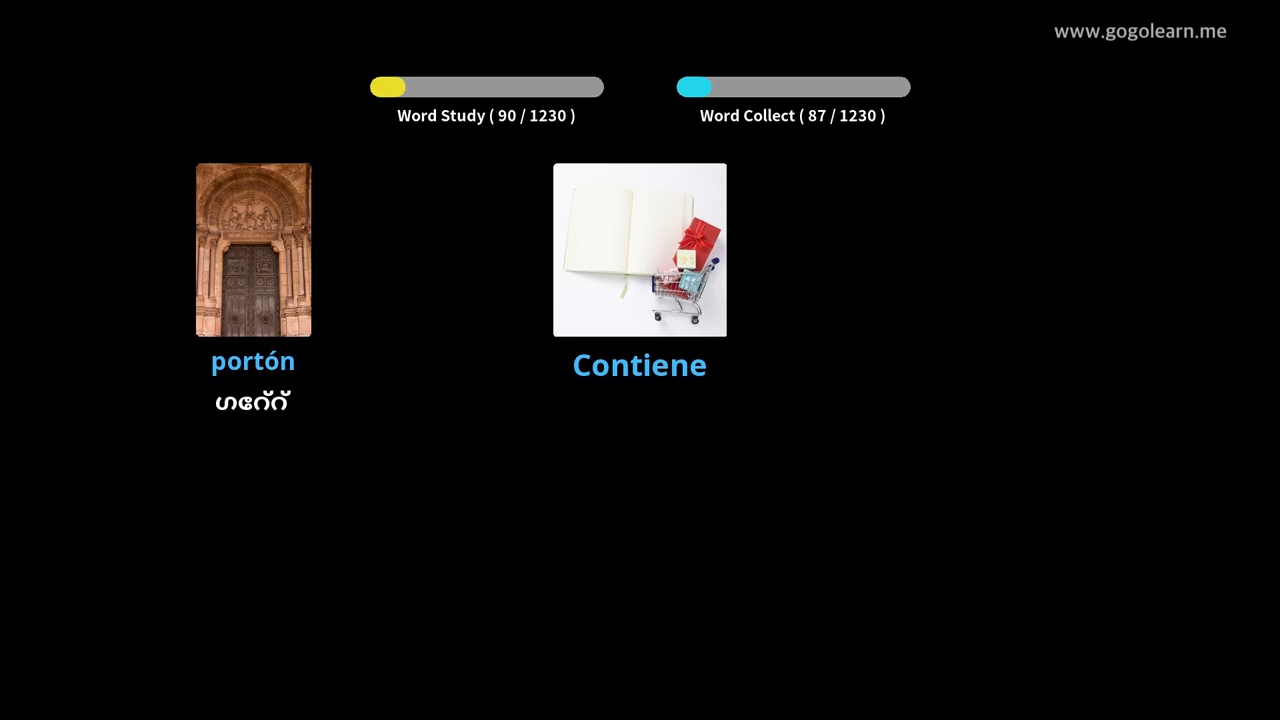 www.gogolearn.me
Word Study ( 90 / 1230 )
Word Collect ( 87 / 1230 )
portón
ഗേറ്റ്
Contiene